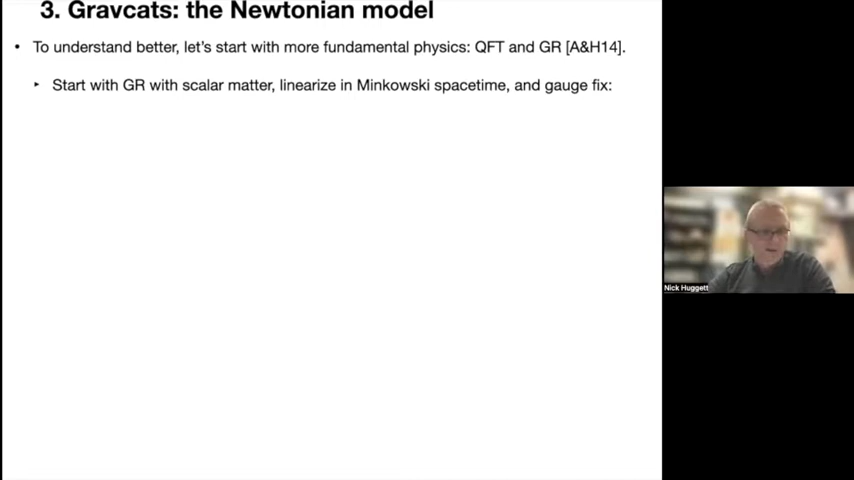 3. Gravcats: the Newtonian model
• To understand better, let's start with more fundamental physics: QFT and GR [A&H14].
‣ Start with GR with scalar matter, linearize in Minkowski spacetime, and gauge fix:
Nick Huggett